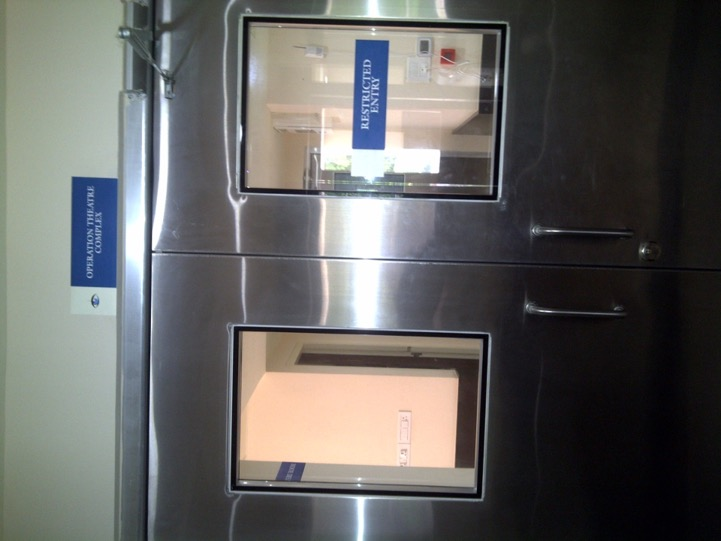 OPERATION THEATRE
COMPLEX
RESTRICTED
ENTRY